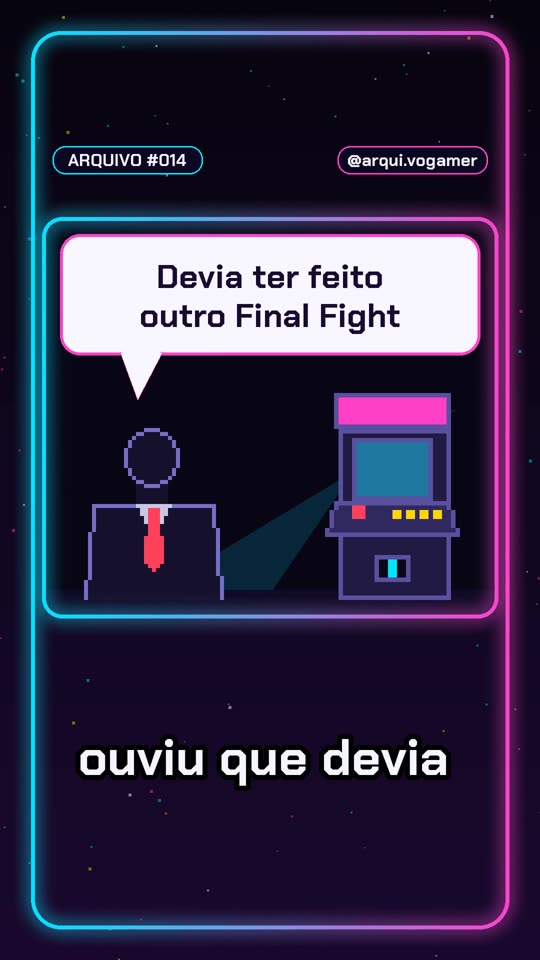 ARQUIVO #014
@arqui.vogamer
Devia ter feito
outro Final Fight
ouviu que devia